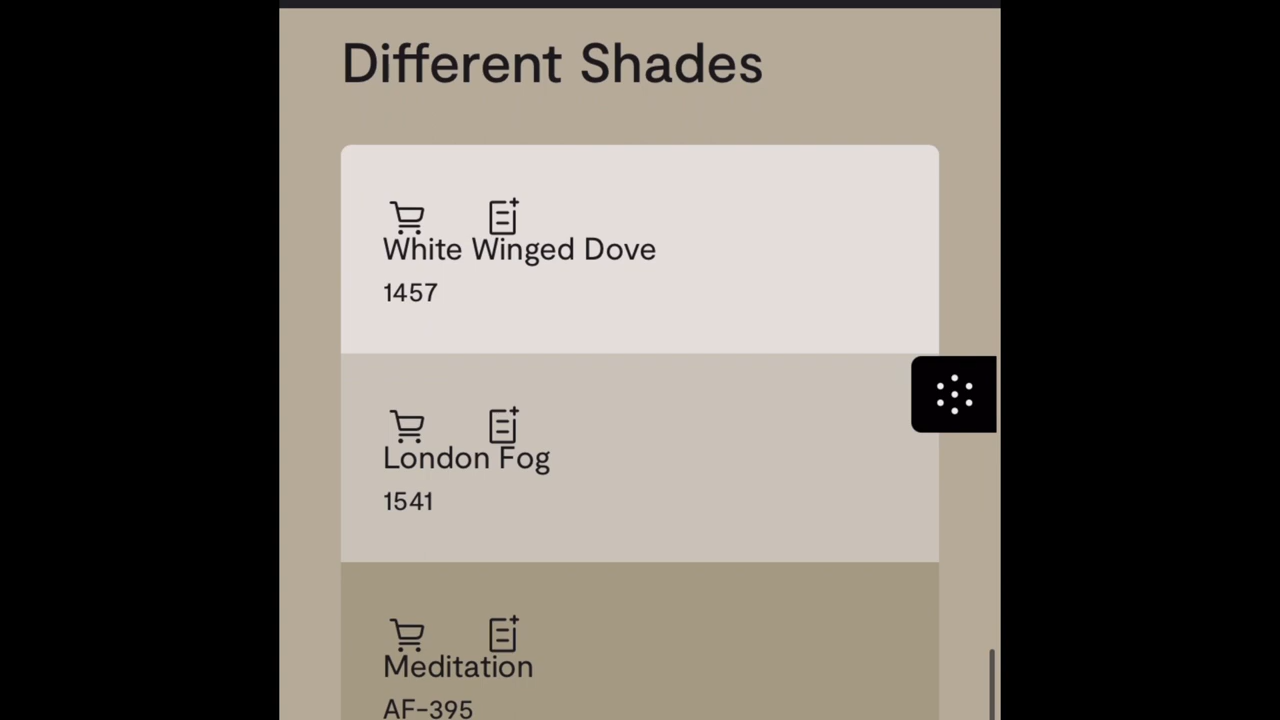 Different Shades
White Winged Dove
1457
London Fog
1541
Meditation
AF-395